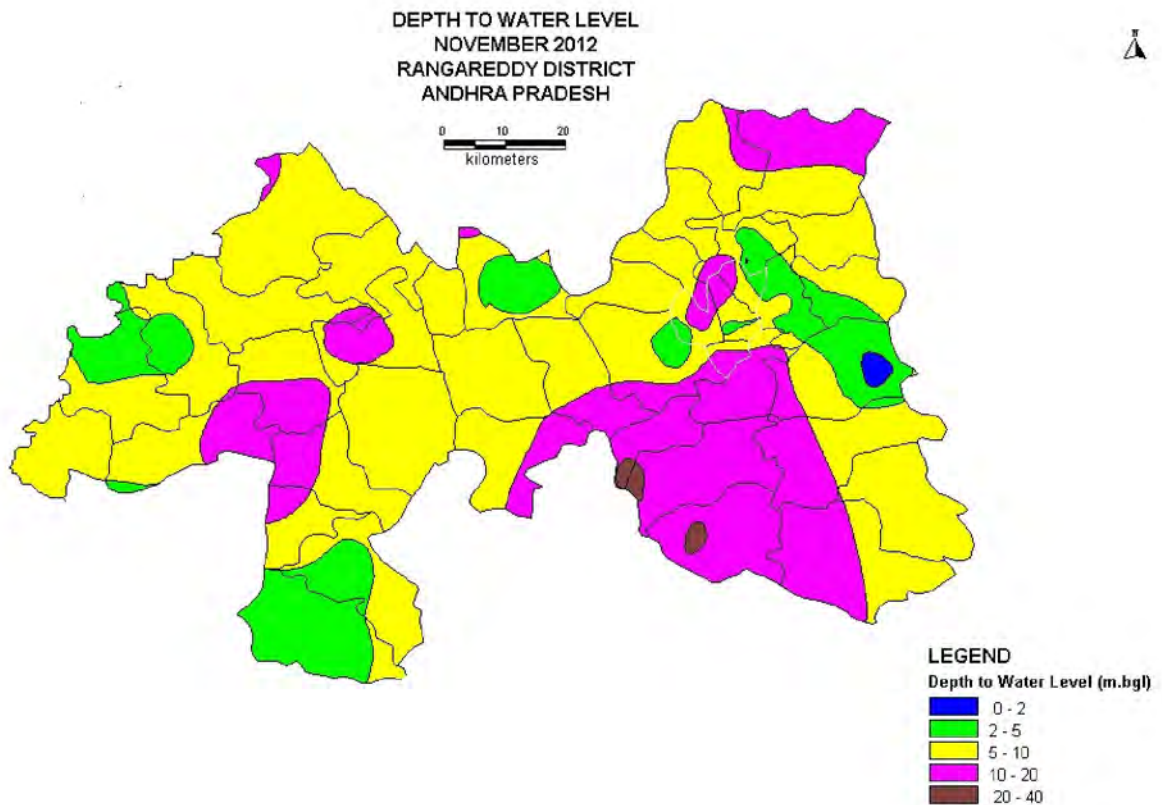 DEPTH TO WATER LEVEL
NOVEMBER 2012
RANGAREDDY DISTRICT
ANDHRA PRADESH
N
0 10 20
kilometers
LEGEND
Depth to Water Level (m.bgl)
0 - 2
2 - 5
5 - 10
10 - 20
20 - 40